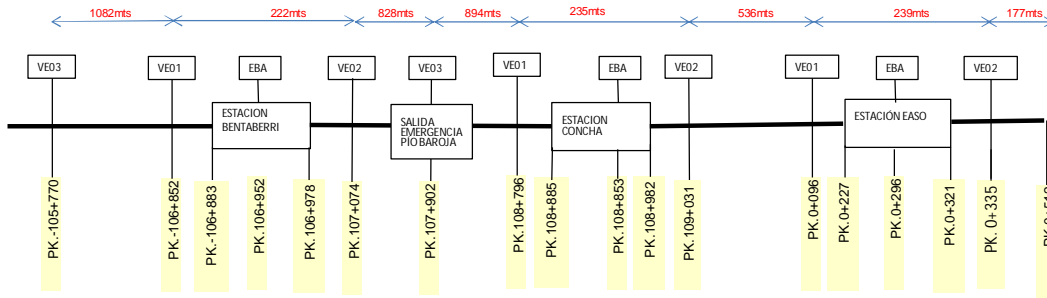 1082mts
222mts
828mts
894mts
235mts
536mts
239mts
177mts
VE03
VE01
EBA
VE02
VE03
VE01
EBA
VE02
VE01
EBA
VE02
ESTACION
BENTABERRI
SALIDA
EMERGENCIA
PIO BAROJA
ESTACION
CONCHA
ESTACIÓN EASO
PK.-105+770
PK.-106+852
PK.-106+883
PK.106+952
PK.106+978
PK.107+074
PK.107+902
PK.108+796
PK.108+885
PK.108+853
PK.108+982
PK.109+031
PK.0+096
PK.0+227
PK.0+296
PK.0+321
PK. 0+335